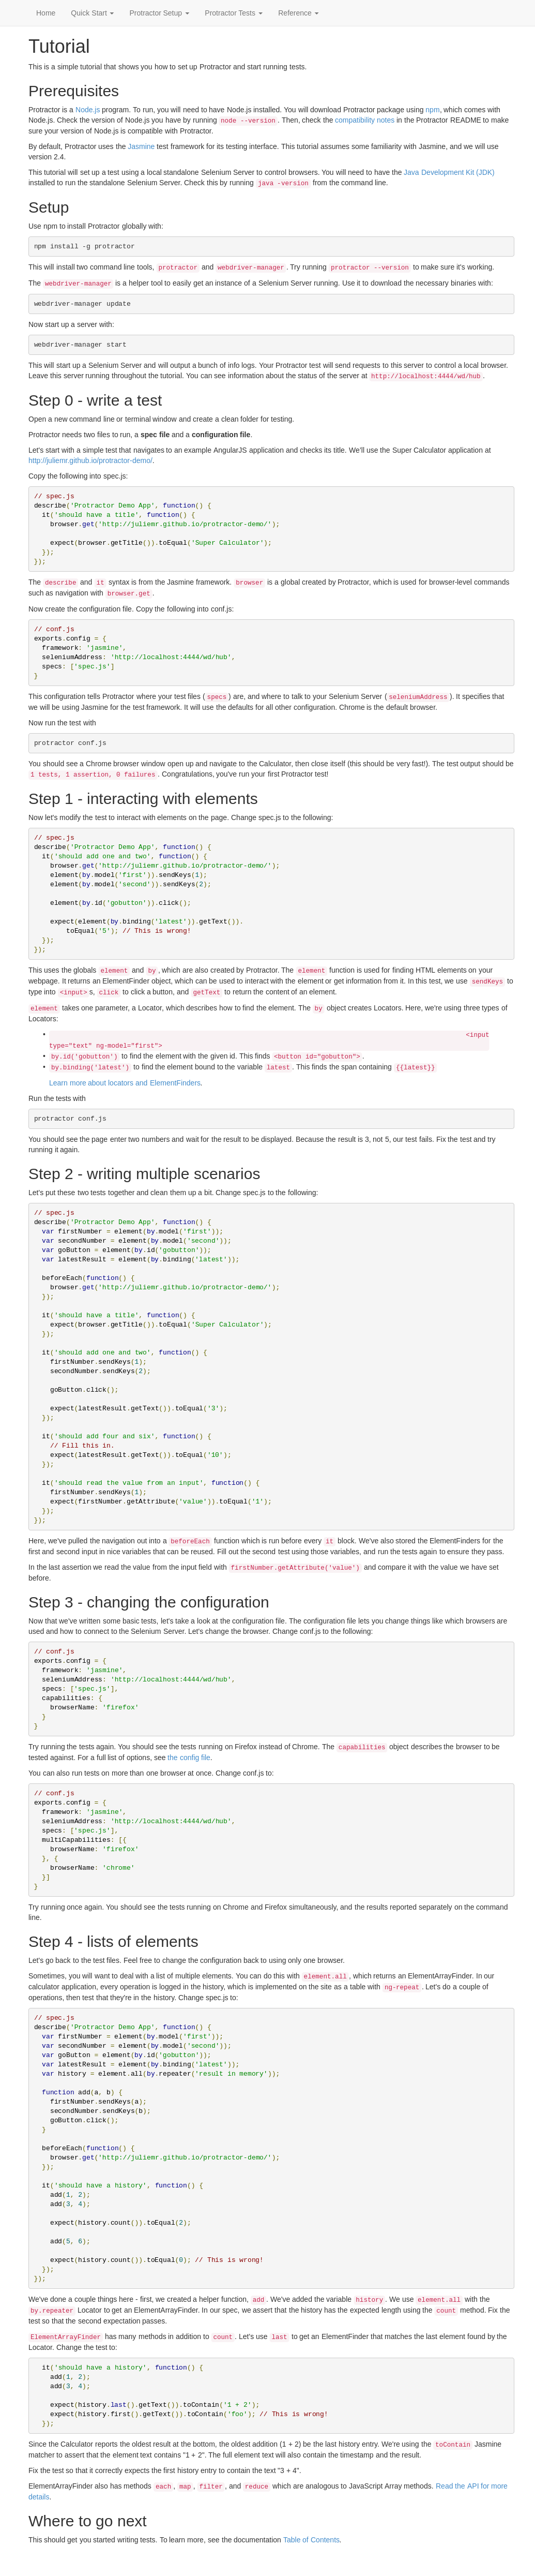 Home Quick Start Protractor Setup Protractor Tests Reference
Tutorial
This is a simple tutorial that shows you how to set up Protractor and start running tests.
Prerequisites
Protractor is a Node.js program. To run, you will need to have Node.js installed. You will download Protractor package using npm, which comes with
Node.js. Check the version of Node.js you have by running node --version. Then, check the compatibility notes in the Protractor README to make
sure your version of Node.js is compatible with Protractor.
By default, Protractor uses the Jasmine test framework for its testing interface. This tutorial assumes some familiarity with Jasmine, and we will use
version 2.4.
This tutorial will set up a test using a local standalone Selenium Server to control browsers. You will need to have the Java Development Kit (JDK)
installed to run the standalone Selenium Server. Check this by running java -version from the command line.
Setup
Use npm to install Protractor globally with:
npm install -g protractor
This will install two command line tools, protractor and webdriver-manager. Try running protractor --version to make sure it's working.
The webdriver-manager is a helper tool to easily get an instance of a Selenium Server running. Use it to download the necessary binaries with:
webdriver-manager update
Now start up a server with:
webdriver-manager start
This will start up a Selenium Server and will output a bunch of info logs. Your Protractor test will send requests to this server to control a local browser.
Leave this server running throughout the tutorial. You can see information about the status of the server at http://localhost:4444/wd/hub.
Step 0 - write a test
Open a new command line or terminal window and create a clean folder for testing.
Protractor needs two files to run, a spec file and a configuration file.
Let's start with a simple test that navigates to an example AngularJS application and checks its title. We'll use the Super Calculator application at
http://juliemr.github.io/protractor-demo/.
Copy the following into spec.js:
// spec.js
describe('Protractor Demo App', function() {
  it('should have a title', function() {
    browser.get('http://juliemr.github.io/protractor-demo/');

    expect(browser.getTitle()).toEqual('Super Calculator');
  });
});
The describe and it syntax is from the Jasmine framework. browser is a global created by Protractor, which is used for browser-level commands
such as navigation with browser.get.
Now create the configuration file. Copy the following into conf.js:
// conf.js
exports.config = {
  framework: 'jasmine',
  seleniumAddress: 'http://localhost:4444/wd/hub',
  specs: ['spec.js']
}
This configuration tells Protractor where your test files (specs) are, and where to talk to your Selenium Server (seleniumAddress). It specifies that
we will be using Jasmine for the test framework. It will use the defaults for all other configuration. Chrome is the default browser.
Now run the test with
protractor conf.js
You should see a Chrome browser window open up and navigate to the Calculator, then close itself (this should be very fast!). The test output should be
1 tests, 1 assertion, 0 failures. Congratulations, you've run your first Protractor test!
Step 1 - interacting with elements
Now let's modify the test to interact with elements on the page. Change spec.js to the following:
// spec.js
describe('Protractor Demo App', function() {
  it('should add one and two', function() {
    browser.get('http://juliemr.github.io/protractor-demo/');
    element(by.model('first')).sendKeys(1);
    element(by.model('second')).sendKeys(2);

    element(by.id('gobutton')).click();

    expect(element(by.binding('latest')).getText()).
        toEqual('5'); // This is wrong!
  });
});
This uses the globals element and by, which are also created by Protractor. The element function is used for finding HTML elements on your
webpage. It returns an ElementFinder object, which can be used to interact with the element or get information from it. In this test, we use sendKeys to
type into <input>s, click to click a button, and getText to return the content of an element.
element takes one parameter, a Locator, which describes how to find the element. The by object creates Locators. Here, we're using three types of
Locators:
• <input
type="text" ng-model="first">
• by.id('gobutton') to find the element with the given id. This finds <button id="gobutton">.
• by.binding('latest') to find the element bound to the variable latest. This finds the span containing {{latest}}
Learn more about locators and ElementFinders.
Run the tests with
protractor conf.js
You should see the page enter two numbers and wait for the result to be displayed. Because the result is 3, not 5, our test fails. Fix the test and try
running it again.
Step 2 - writing multiple scenarios
Let's put these two tests together and clean them up a bit. Change spec.js to the following:
// spec.js
describe('Protractor Demo App', function() {
  var firstNumber = element(by.model('first'));
  var secondNumber = element(by.model('second'));
  var goButton = element(by.id('gobutton'));
  var latestResult = element(by.binding('latest'));

  beforeEach(function() {
    browser.get('http://juliemr.github.io/protractor-demo/');
  });

  it('should have a title', function() {
    expect(browser.getTitle()).toEqual('Super Calculator');
  });

  it('should add one and two', function() {
    firstNumber.sendKeys(1);
    secondNumber.sendKeys(2);

    goButton.click();

    expect(latestResult.getText()).toEqual('3');
  });

  it('should add four and six', function() {
    // Fill this in.
    expect(latestResult.getText()).toEqual('10');
  });

  it('should read the value from an input', function() {
    firstNumber.sendKeys(1);
    expect(firstNumber.getAttribute('value')).toEqual('1');
  });
});
Here, we've pulled the navigation out into a beforeEach function which is run before every it block. We've also stored the ElementFinders for the
first and second input in nice variables that can be reused. Fill out the second test using those variables, and run the tests again to ensure they pass.
In the last assertion we read the value from the input field with firstNumber.getAttribute('value') and compare it with the value we have set
before.
Step 3 - changing the configuration
Now that we've written some basic tests, let's take a look at the configuration file. The configuration file lets you change things like which browsers are
used and how to connect to the Selenium Server. Let's change the browser. Change conf.js to the following:
// conf.js
exports.config = {
  framework: 'jasmine',
  seleniumAddress: 'http://localhost:4444/wd/hub',
  specs: ['spec.js'],
  capabilities: {
    browserName: 'firefox'
  }
}
Try running the tests again. You should see the tests running on Firefox instead of Chrome. The capabilities object describes the browser to be
tested against. For a full list of options, see the config file.
You can also run tests on more than one browser at once. Change conf.js to:
// conf.js
exports.config = {
  framework: 'jasmine',
  seleniumAddress: 'http://localhost:4444/wd/hub',
  specs: ['spec.js'],
  multiCapabilities: [{
    browserName: 'firefox'
  }, {
    browserName: 'chrome'
  }]
}
Try running once again. You should see the tests running on Chrome and Firefox simultaneously, and the results reported separately on the command
line.
Step 4 - lists of elements
Let's go back to the test files. Feel free to change the configuration back to using only one browser.
Sometimes, you will want to deal with a list of multiple elements. You can do this with element.all, which returns an ElementArrayFinder. In our
calculator application, every operation is logged in the history, which is implemented on the site as a table with ng-repeat. Let's do a couple of
operations, then test that they're in the history. Change spec.js to:
// spec.js
describe('Protractor Demo App', function() {
  var firstNumber = element(by.model('first'));
  var secondNumber = element(by.model('second'));
  var goButton = element(by.id('gobutton'));
  var latestResult = element(by.binding('latest'));
  var history = element.all(by.repeater('result in memory'));

  function add(a, b) {
    firstNumber.sendKeys(a);
    secondNumber.sendKeys(b);
    goButton.click();
  }

  beforeEach(function() {
    browser.get('http://juliemr.github.io/protractor-demo/');
  });

  it('should have a history', function() {
    add(1, 2);
    add(3, 4);

    expect(history.count()).toEqual(2);

    add(5, 6);

    expect(history.count()).toEqual(0); // This is wrong!
  });
});
We've done a couple things here - first, we created a helper function, add. We've added the variable history. We use element.all with the
by.repeater Locator to get an ElementArrayFinder. In our spec, we assert that the history has the expected length using the count method. Fix the
test so that the second expectation passes.
ElementArrayFinder has many methods in addition to count. Let's use last to get an ElementFinder that matches the last element found by the
Locator. Change the test to:
  it('should have a history', function() {
    add(1, 2);
    add(3, 4);

    expect(history.last().getText()).toContain('1 + 2');
    expect(history.first().getText()).toContain('foo'); // This is wrong!
  });
Since the Calculator reports the oldest result at the bottom, the oldest addition (1 + 2) be the last history entry. We're using the toContain Jasmine
matcher to assert that the element text contains "1 + 2". The full element text will also contain the timestamp and the result.
Fix the test so that it correctly expects the first history entry to contain the text "3 + 4".
ElementArrayFinder also has methods each, map, filter, and reduce which are analogous to JavaScript Array methods. Read the API for more
details.
Where to go next
This should get you started writing tests. To learn more, see the documentation Table of Contents.